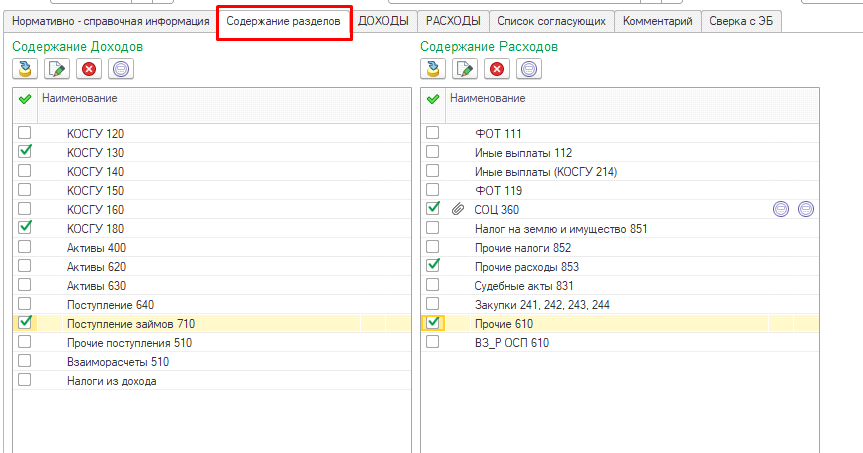 Нормативно - справочная информация
Содержание разделов
ДОХОДЫ
РАСХОДЫ
Список согласующих
Комментарий
Сверка с ЭБ
Содержание Доходов
Наименование
КОСГУ 120
КОСГУ 130
КОСГУ 140
КОСГУ 150
КОСГУ 160
КОСГУ 180
Активы 400
Активы 620
Активы 630
Поступление 640
Поступление займов 710
Прочие поступления 510
Взаиморасчеты 510
Налоги из дохода
Содержание Расходов
Наименование
ФОТ 111
Иные выплаты 112
Иные выплаты (КОСГУ 214)
ФОТ 119
СОЦ 360
Налог на землю и имущество 851
Прочие налоги 852
Прочие расходы 853
Судебные акты 831
Закупки 241, 242, 243, 244
Прочие 610
ВЗ_Р ОСП 610